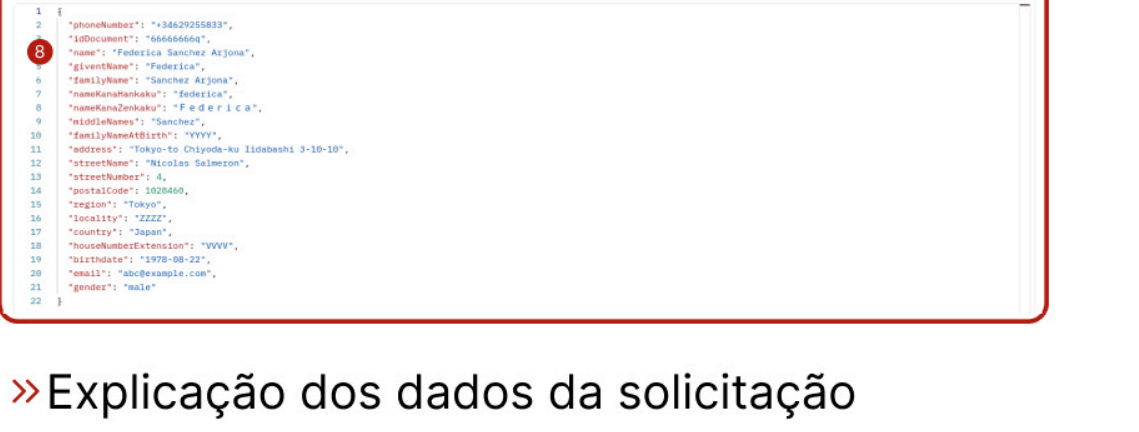 1 {
2 "phoneNumber": "+34629255833",
3 "idDocument": "66666666q",
8 "name": "Federica Sanchez Arjona",
5 "giventName": "Federica",
6 "familyName": "Sanchez Arjona",
7 "nameKanaHankaku": "federica",
8 "nameKanaZenkaku": "Ｆｅｄｅｒｉｃａ",
9 "middleNames": "Sanchez",
10 "familyNameAtBirth": "YYYY",
11 "address": "Tokyo-to Chiyoda-ku Iidabashi 3-10-10",
12 "streetName": "Nicolas Salmeron",
13 "streetNumber": 4,
14 "postalCode": 1028460,
15 "region": "Tokyo",
16 "locality": "ZZZZ",
17 "country": "Japan",
18 "houseNumberExtension": "VVVV",
19 "birthdate": "1978-08-22",
20 "email": "abc@example.com",
21 "gender": "male"
22 }
»Explicação dos dados da solicitação